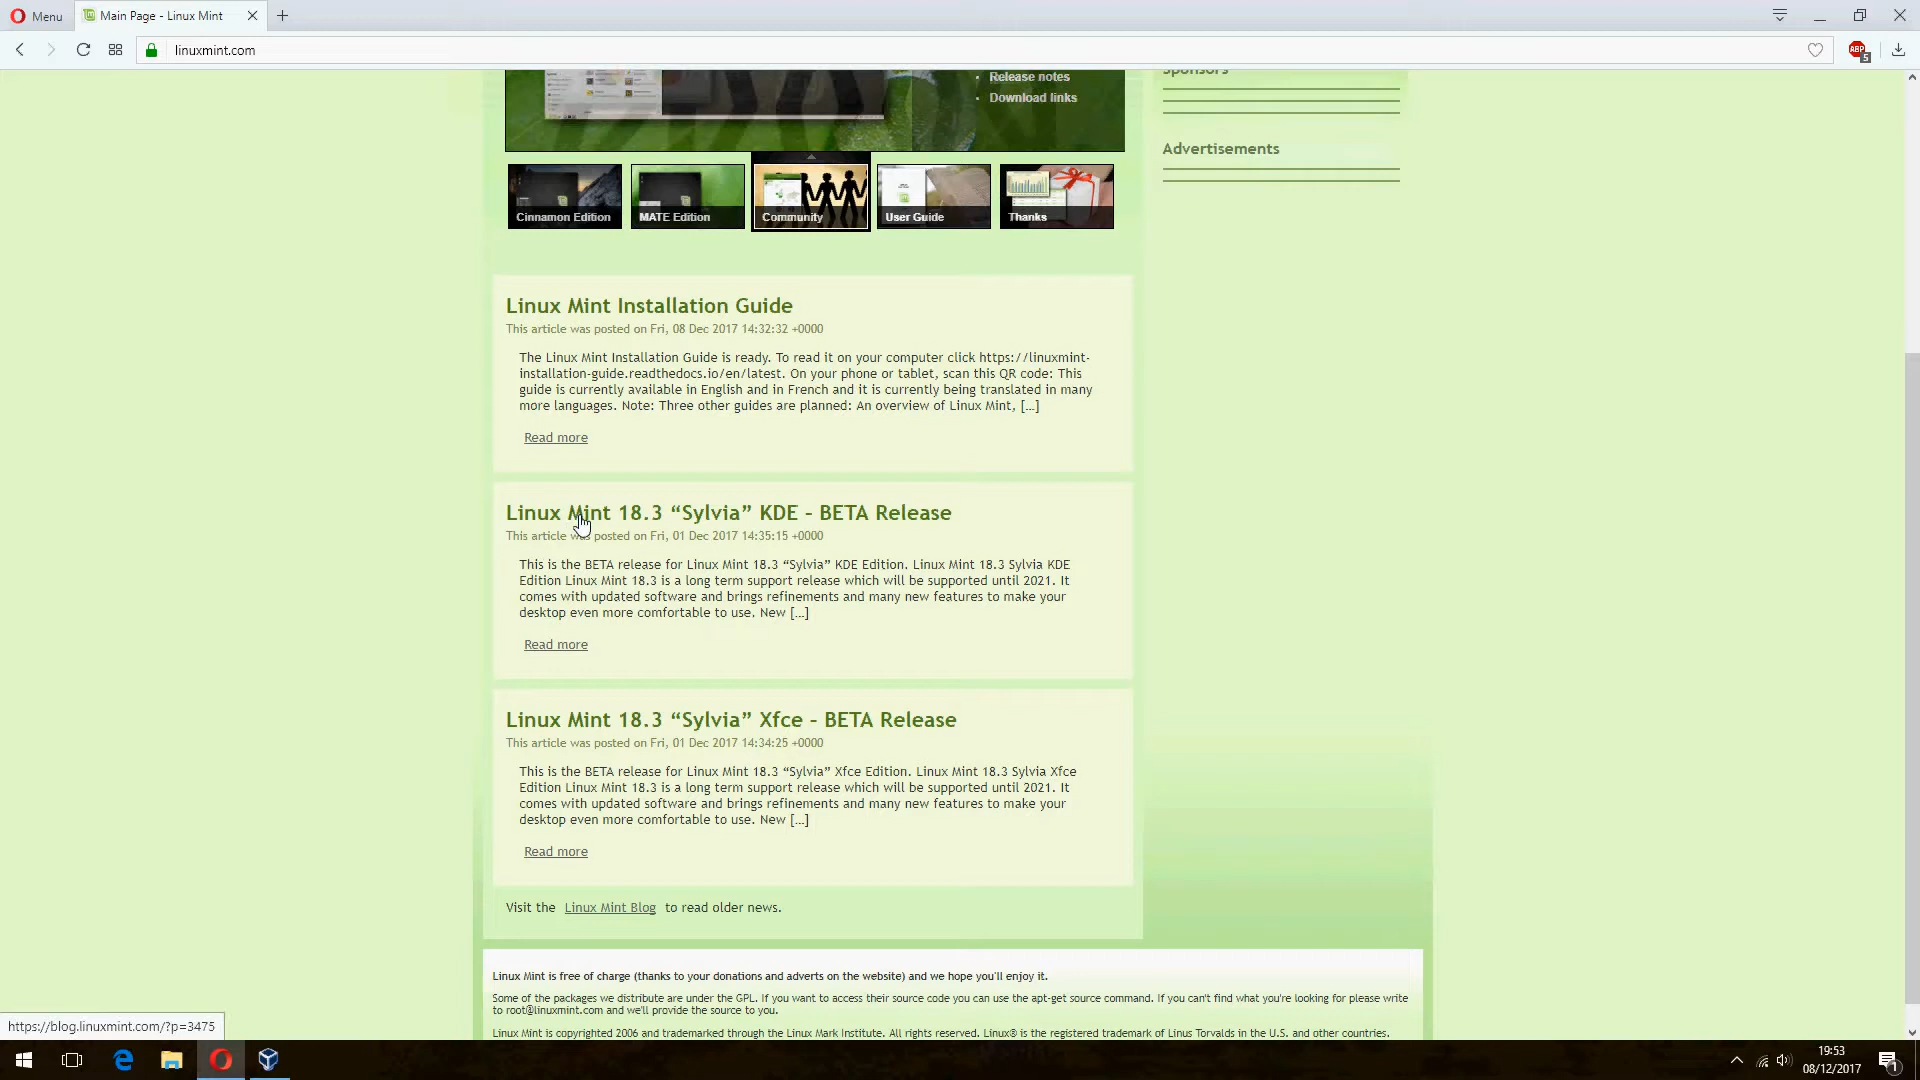 Menu
Main Page - Linux Mint
linuxmint.com
ABP
5
Release notes
Download links
Sponsors
Advertisements
Cinnamon Edition
MATE Edition
Community
User Guide
Thanks
Linux Mint Installation Guide
This article was posted on Fri, 08 Dec 2017 14:32:32 +0000
The Linux Mint Installation Guide is ready. To read it on your computer click https://linuxmint-
installation-guide.readthedocs.io/en/latest. On your phone or tablet, scan this QR code: This
guide is currently available in English and in French and it is currently being translated in many
more languages. Note: Three other guides are planned: An overview of Linux Mint, [...]
Read more
Linux Mint 18.3 “Sylvia” KDE – BETA Release
This article was posted on Fri, 01 Dec 2017 14:35:15 +0000
This is the BETA release for Linux Mint 18.3 “Sylvia” KDE Edition. Linux Mint 18.3 Sylvia KDE
Edition Linux Mint 18.3 is a long term support release which will be supported until 2021. It
comes with updated software and brings refinements and many new features to make your
desktop even more comfortable to use. New [...]
Read more
Linux Mint 18.3 “Sylvia” Xfce – BETA Release
This article was posted on Fri, 01 Dec 2017 14:34:25 +0000
This is the BETA release for Linux Mint 18.3 “Sylvia” Xfce Edition. Linux Mint 18.3 Sylvia Xfce
Edition Linux Mint 18.3 is a long term support release which will be supported until 2021. It
comes with updated software and brings refinements and many new features to make your
desktop even more comfortable to use. New [...]
Read more
Visit the Linux Mint Blog to read older news.
Linux Mint is free of charge (thanks to your donations and adverts on the website) and we hope you'll enjoy it.
Some of the packages we distribute are under the GPL. If you want to access their source code you can use the apt-get source command. If you can't find what you're looking for please write
to root@linuxmint.com and we'll provide the source to you.
Linux Mint is copyrighted 2006 and trademarked through the Linux Mark Institute. All rights reserved. Linux® is the registered trademark of Linus Torvalds in the U.S. and other countries.
https://blog.linuxmint.com/?p=3475
19:53
08/12/2017
1